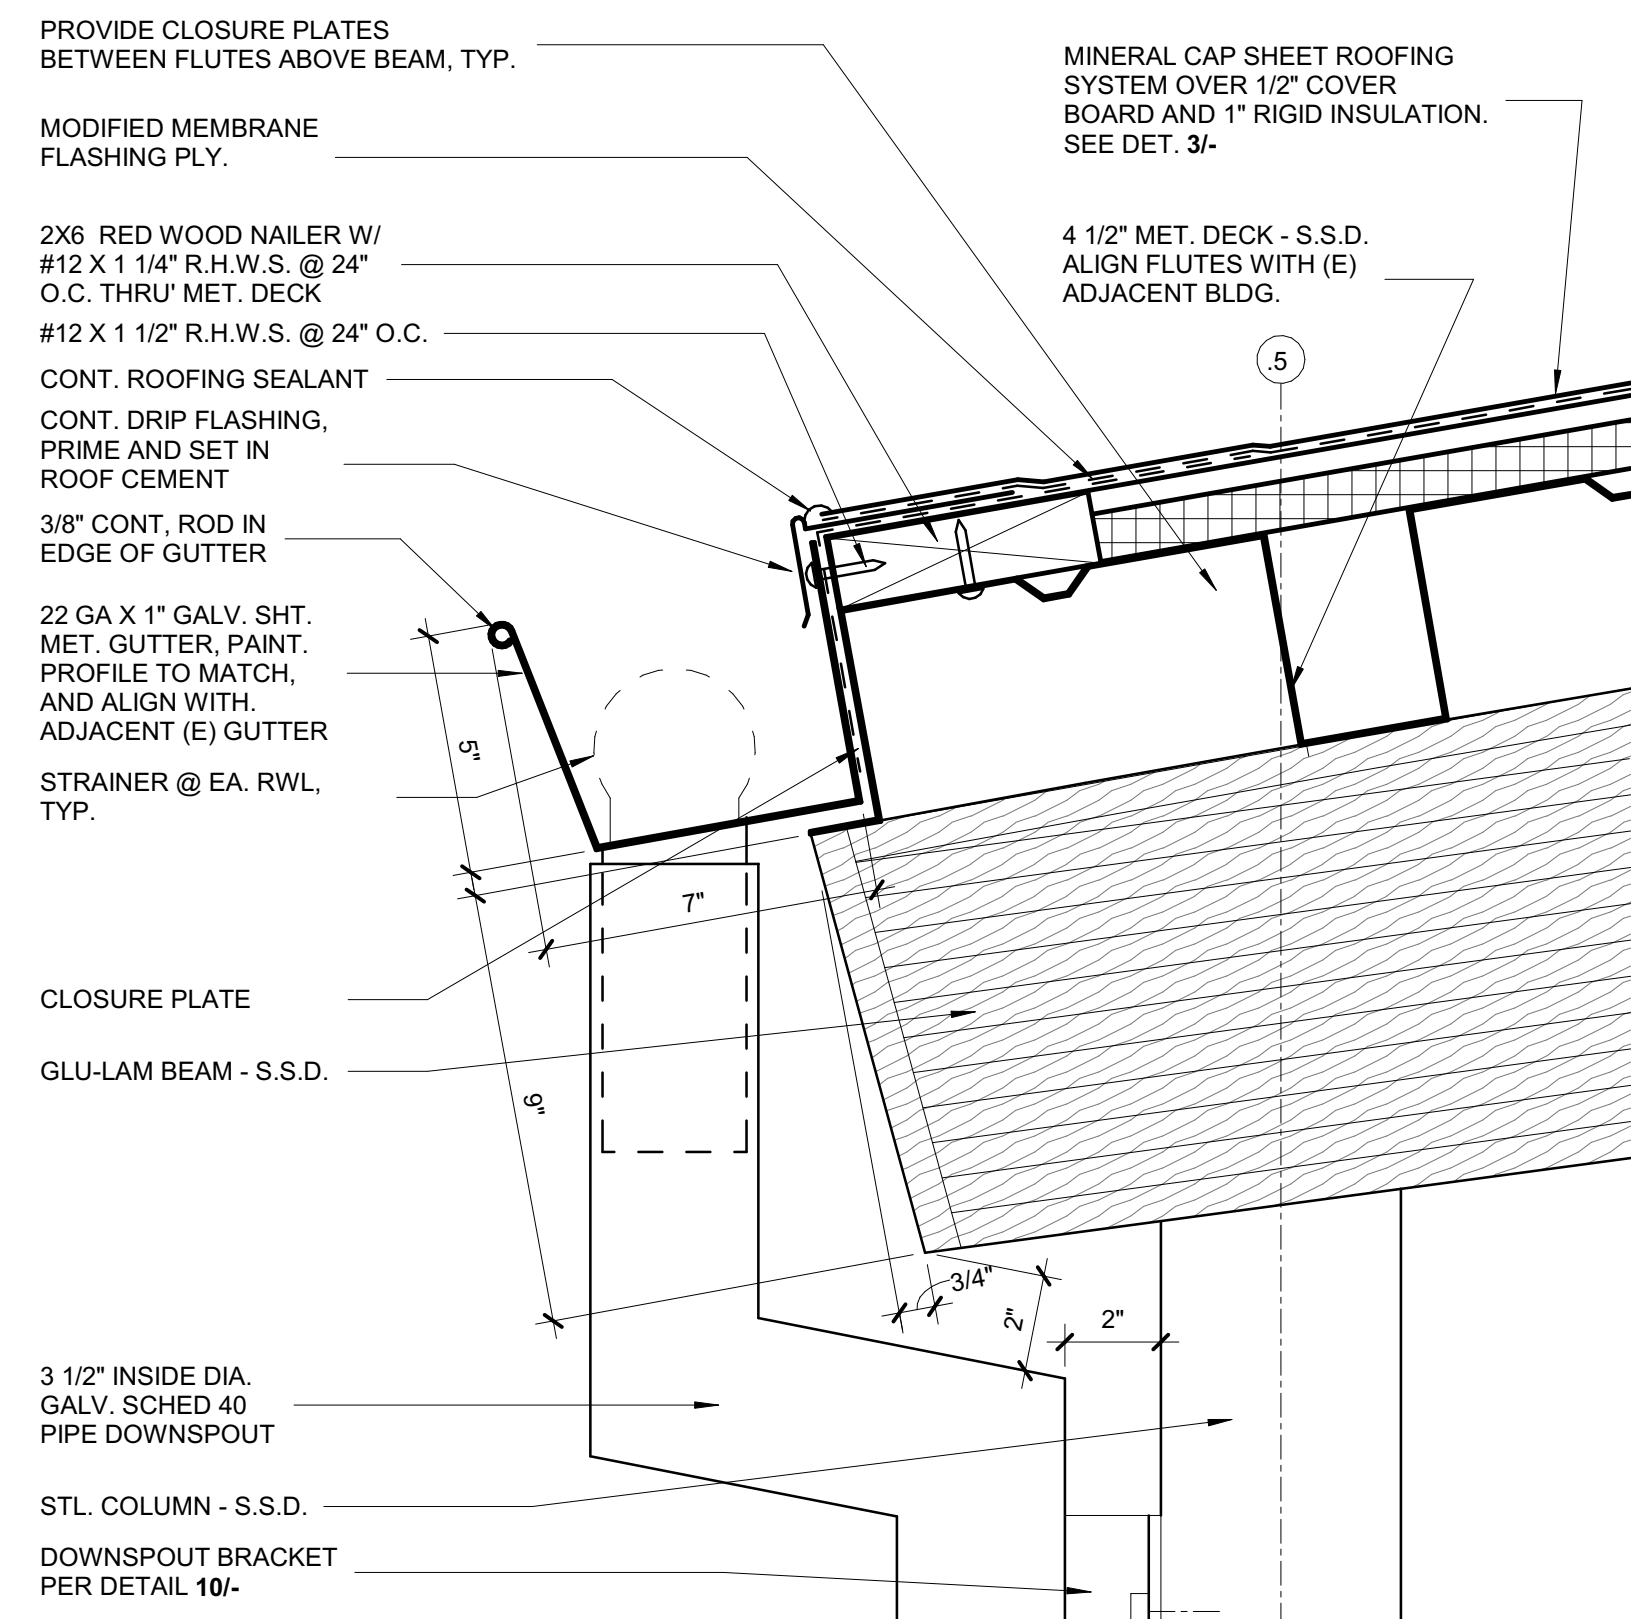 PROVIDE CLOSURE PLATES
BETWEEN FLUTES ABOVE BEAM, TYP.
MODIFIED MEMBRANE
FLASHING PLY.
2X6 RED WOOD NAILER W/
#12 X 1 1/4" R.H.W.S. @ 24"
O.C. THRU' MET. DECK
#12 X 1 1/2" R.H.W.S. @ 24" O.C.
CONT. ROOFING SEALANT
CONT. DRIP FLASHING,
PRIME AND SET IN
ROOF CEMENT
3/8" CONT, ROD IN
EDGE OF GUTTER
22 GA X 1" GALV. SHT.
MET. GUTTER, PAINT.
PROFILE TO MATCH,
AND ALIGN WITH.
ADJACENT (E) GUTTER
STRAINER @ EA. RWL,
TYP.
CLOSURE PLATE
GLU-LAM BEAM - S.S.D.
3 1/2" INSIDE DIA.
GALV. SCHED 40
PIPE DOWNSPOUT
STL. COLUMN - S.S.D.
DOWNSPOUT BRACKET
PER DETAIL 10/-
MINERAL CAP SHEET ROOFING
SYSTEM OVER 1/2" COVER
BOARD AND 1" RIGID INSULATION.
SEE DET. 3/-
4 1/2" MET. DECK - S.S.D.
ALIGN FLUTES WITH (E)
ADJACENT BLDG.
.5
5"
7"
9"
3/4"
2"
2"